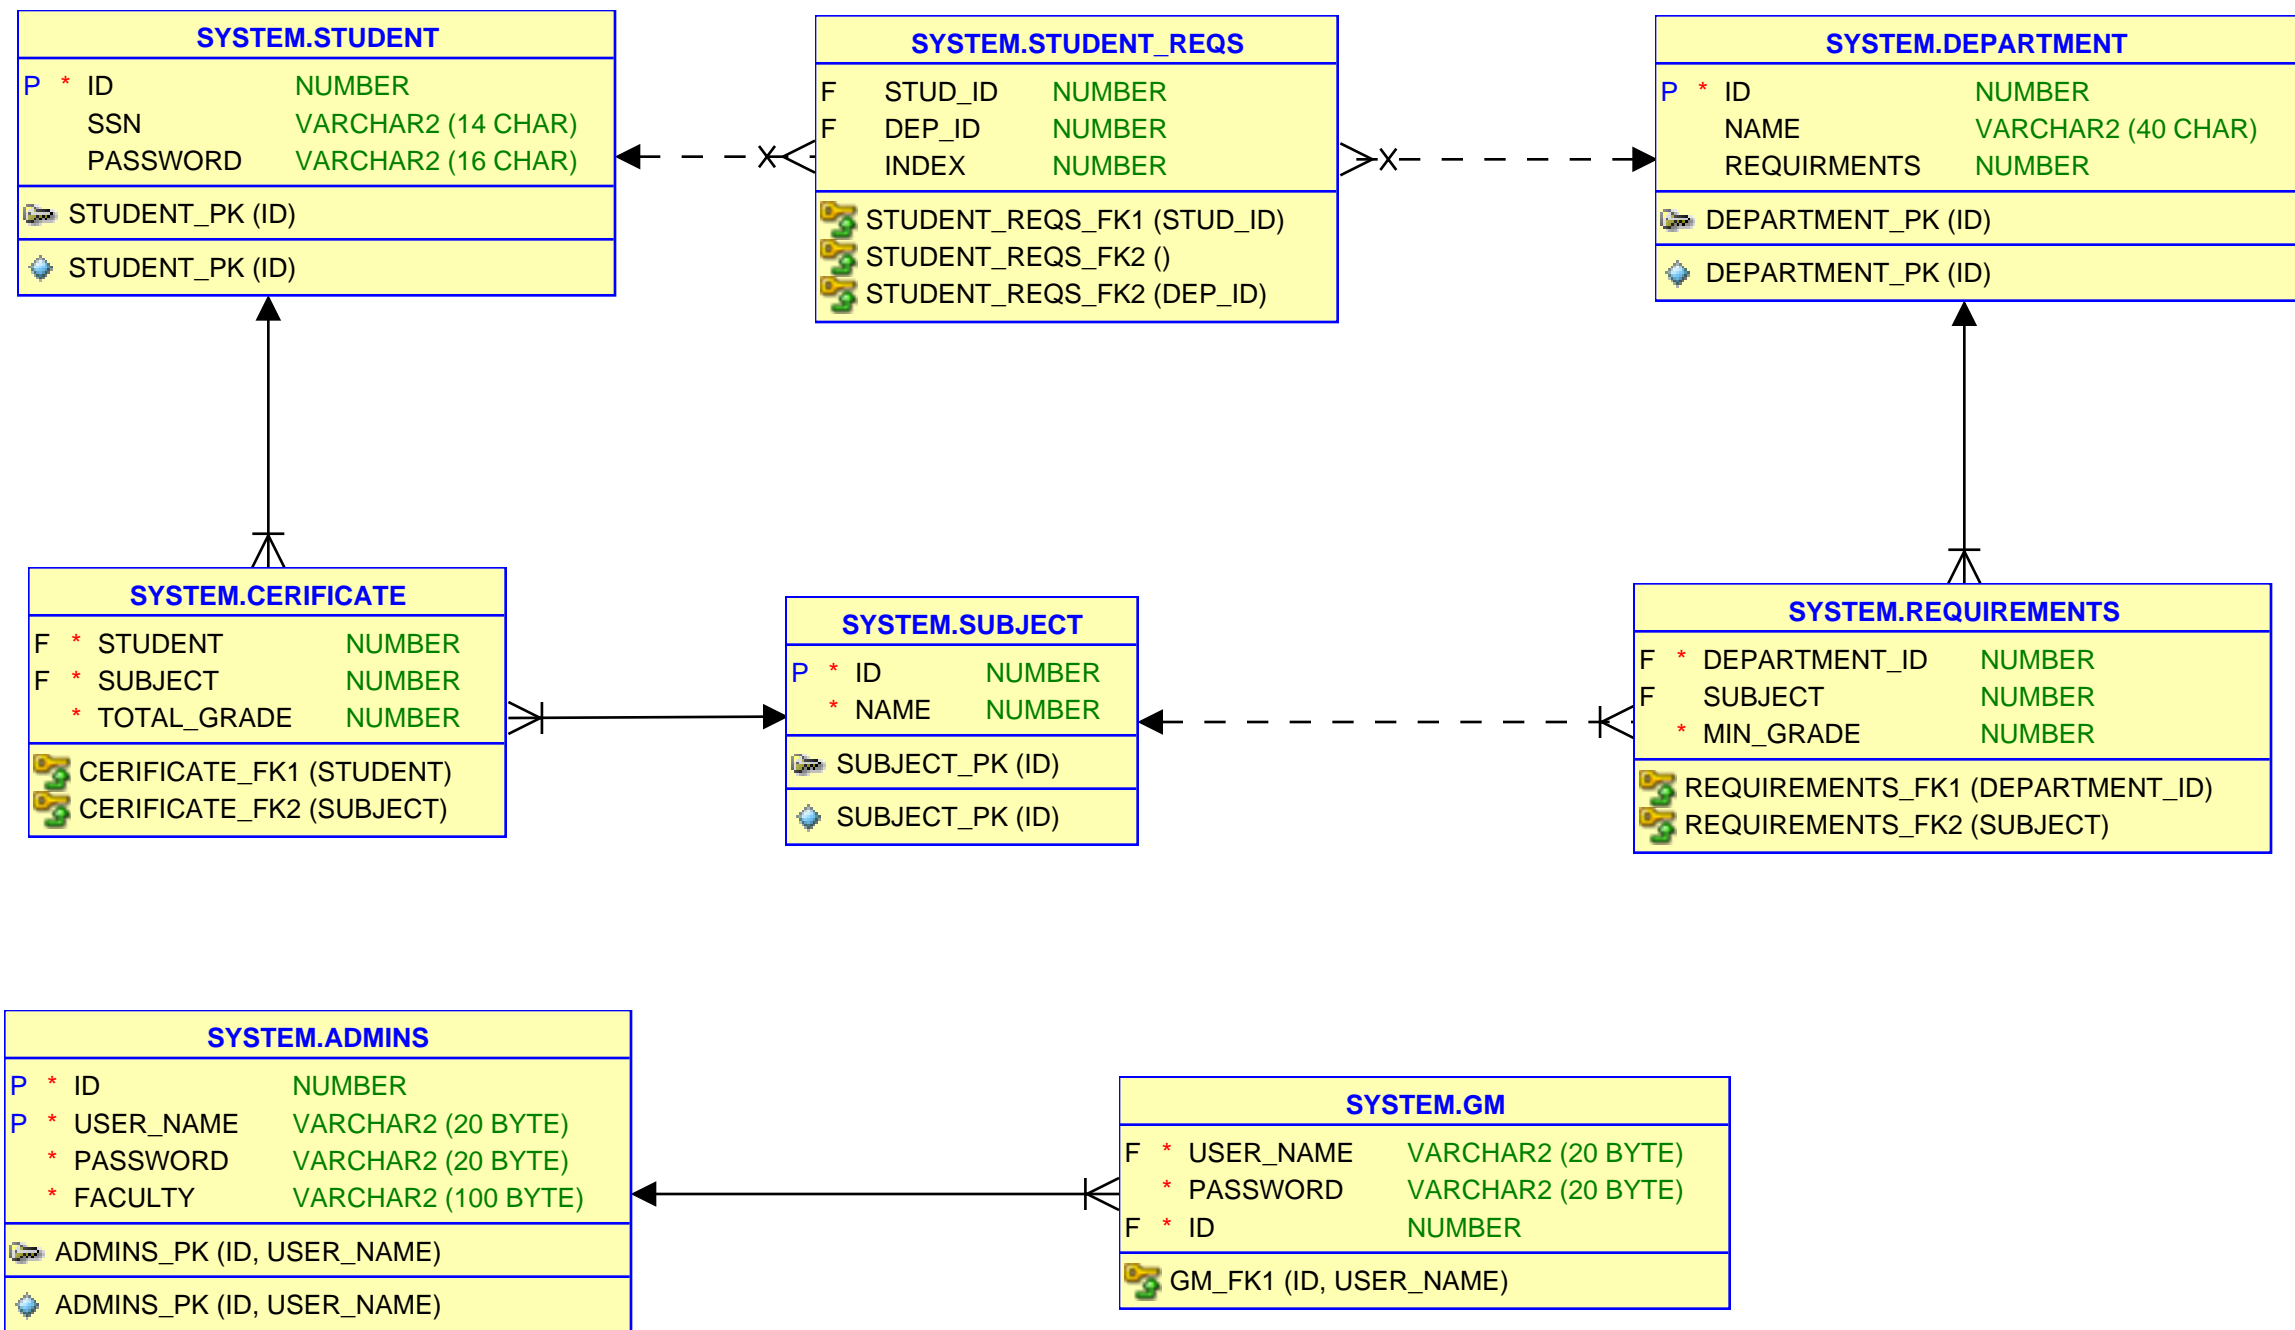 SYSTEM.STUDENT
P * ID NUMBER
SSN VARCHAR2 (14 CHAR)
PASSWORD VARCHAR2 (16 CHAR)
STUDENT_PK (ID)
STUDENT_PK (ID)
SYSTEM.STUDENT_REQS
F STUD_ID NUMBER
F DEP_ID NUMBER
INDEX NUMBER
STUDENT_REQS_FK1 (STUD_ID)
STUDENT_REQS_FK2 ()
STUDENT_REQS_FK2 (DEP_ID)
SYSTEM.DEPARTMENT
P * ID NUMBER
NAME VARCHAR2 (40 CHAR)
REQUIRMENTS NUMBER
DEPARTMENT_PK (ID)
DEPARTMENT_PK (ID)
SYSTEM.CERIFICATE
F * STUDENT NUMBER
F * SUBJECT NUMBER
* TOTAL_GRADE NUMBER
CERIFICATE_FK1 (STUDENT)
CERIFICATE_FK2 (SUBJECT)
SYSTEM.SUBJECT
P * ID NUMBER
* NAME NUMBER
SUBJECT_PK (ID)
SUBJECT_PK (ID)
SYSTEM.REQUIREMENTS
F * DEPARTMENT_ID NUMBER
F SUBJECT NUMBER
* MIN_GRADE NUMBER
REQUIREMENTS_FK1 (DEPARTMENT_ID)
REQUIREMENTS_FK2 (SUBJECT)
SYSTEM.ADMINS
P * ID NUMBER
P * USER_NAME VARCHAR2 (20 BYTE)
* PASSWORD VARCHAR2 (20 BYTE)
* FACULTY VARCHAR2 (100 BYTE)
ADMINS_PK (ID, USER_NAME)
ADMINS_PK (ID, USER_NAME)
SYSTEM.GM
F * USER_NAME VARCHAR2 (20 BYTE)
* PASSWORD VARCHAR2 (20 BYTE)
F * ID NUMBER
GM_FK1 (ID, USER_NAME)